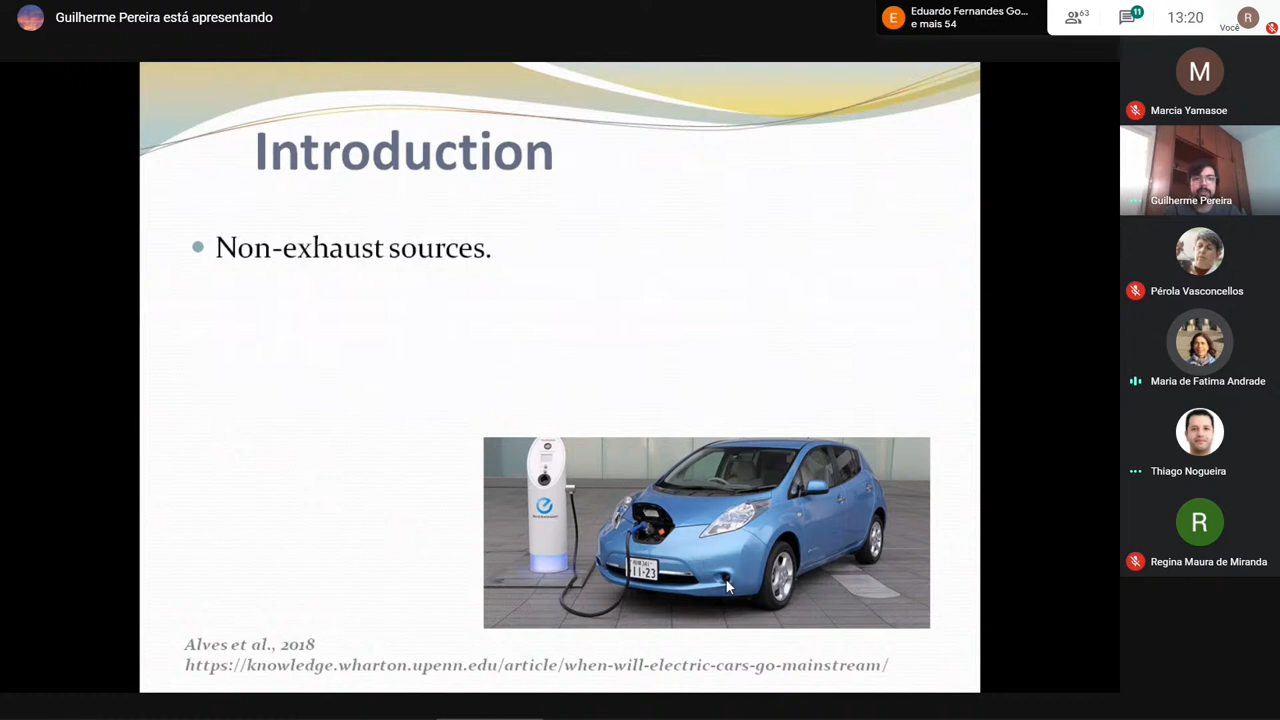 Guilherme Pereira está apresentando
E
Eduardo Fernandes Go...
e mais 54
63
11
13:20
Você
R
Introduction
Non-exhaust sources.
11-23
Alves et al., 2018
https://knowledge.wharton.upenn.edu/article/when-will-electric-cars-go-mainstream/
M
Marcia Yamasoe
Guilherme Pereira
Pérola Vasconcellos
Maria de Fatima Andrade
Thiago Nogueira
R
Regina Maura de Miranda